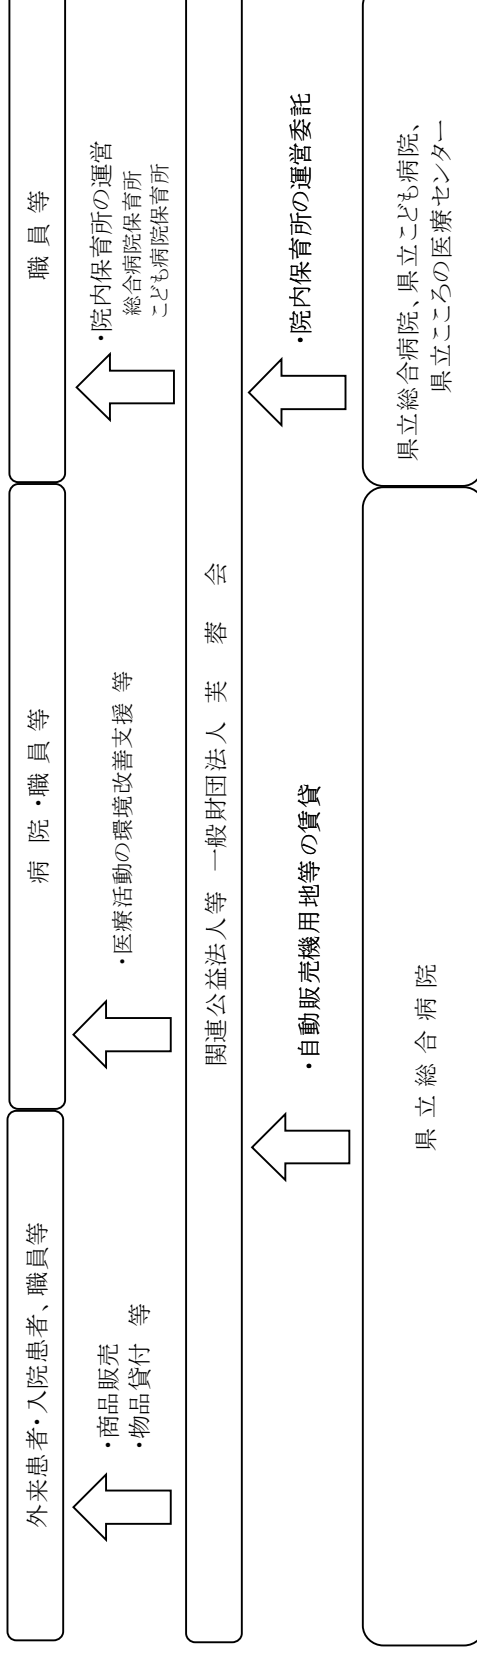 外来患者・入院患者、職員等
病 院 ・職 員 等
職 員 等
・商品販売
・物品貸付 等
・医療活動の環境改善支援 等
・院内保育所の運営
総合病院保育所
こども病院保育所
関連公益法人等 一般財団法人 芙 蓉 会
・自動販売機用地等の賃貸
・院内保育所の運営委託
県 立 総 合 病 院
県立総合病院、県立こども病院、
県立こころの医療センター